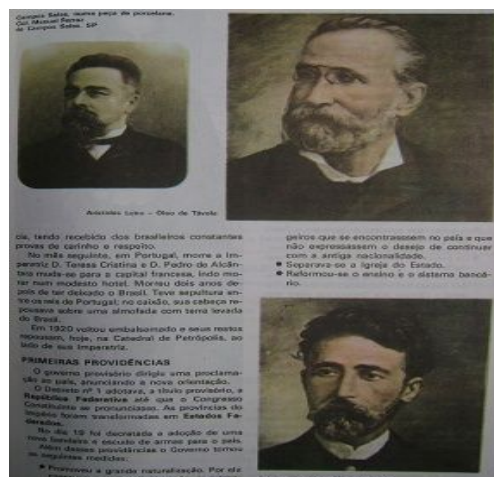 Campos Sales, numa peça de porcelana.
Col. Manuel Ferraz
de Campos Sales. SP
Aristides Lobo — Óleo de Távola
cia, tendo recebido dos brasileiros constantes
provas de carinho e respeito.
No mês seguinte, em Portugal, morre a Im-
peratriz D. Teresa Cristina e D. Pedro de Alcân-
tara muda-se para a capital francesa, indo mo-
rar num modesto hotel. Morreu dois anos de-
pois de ter deixado o Brasil. Teve sepultura en-
tre os reis de Portugal; no caixão, sua cabeça re-
pousava sobre uma almofada com terra levada
do Brasil.
Em 1920 voltou embalsamado e seus restos
repousam, hoje, na Catedral de Petrópolis, ao
lado de sua Imperatriz.
PRIMEIRAS PROVIDÊNCIAS
O governo provisório dirigiu uma proclama-
ção ao país, anunciando a nova orientação.
O Decreto nº 1 adotava, a título provisório, a
República Federativa até que o Congresso
Constituinte se pronunciasse. As províncias do
Império foram transformadas em Estados Fe-
derados.
No dia 19 foi decretada a adoção de uma
nova bandeira e escudo de armas para o país.
Além dessas providências o Governo tomou
as seguintes medidas:
● Promoveu a grande naturalização. Por ela
geiros que se encontrassem no país e que
não expressassem o desejo de continuar
com a antiga nacionalidade.
● Separava-se a Igreja do Estado.
● Reformou-se o ensino e o sistema bancá-
rio.